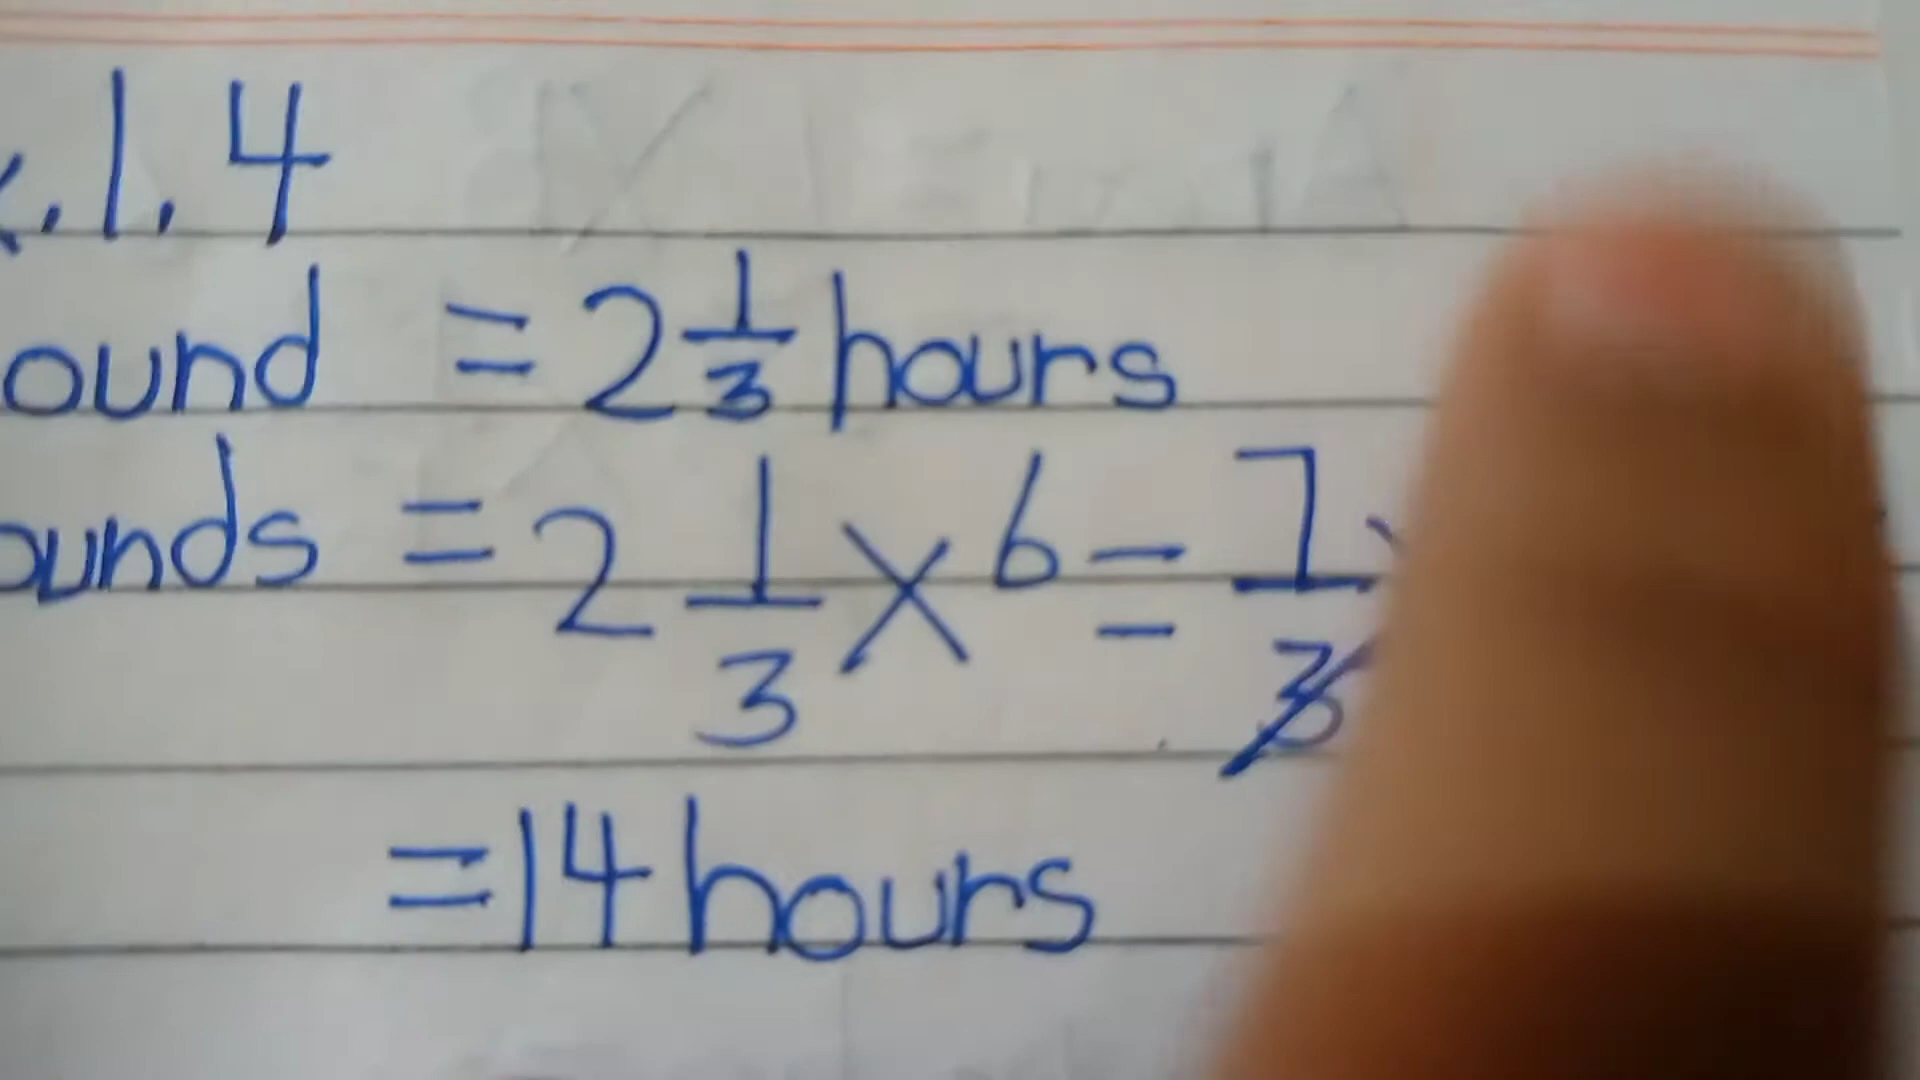 .1.4
ound = 2 1/3 hours
ounds = 2 1/3 × 6 = 7/3
= 14 hours